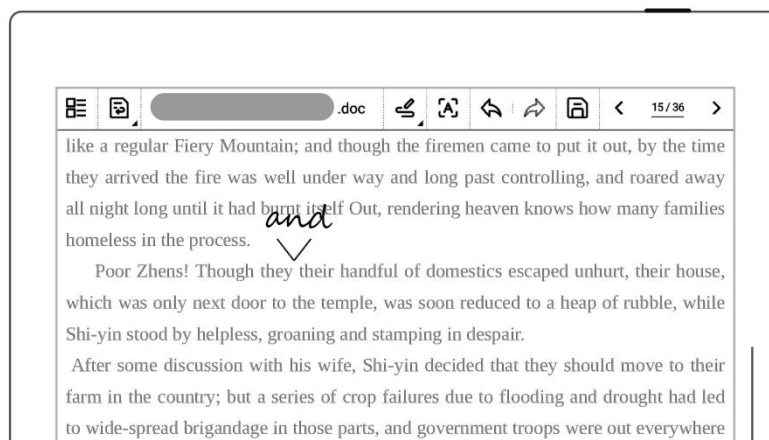 .doc 15 / 36
like a regular Fiery Mountain; and though the firemen came to put it out, by the time
they arrived the fire was well under way and long past controlling, and roared away
all night long until it had burnt itself Out, rendering heaven knows how many families
and
homeless in the process.
Poor Zhens! Though they their handful of domestics escaped unhurt, their house,
which was only next door to the temple, was soon reduced to a heap of rubble, while
Shi-yin stood by helpless, groaning and stamping in despair.
After some discussion with his wife, Shi-yin decided that they should move to their
farm in the country; but a series of crop failures due to flooding and drought had led
to wide-spread brigandage in those parts, and government troops were out everywhere